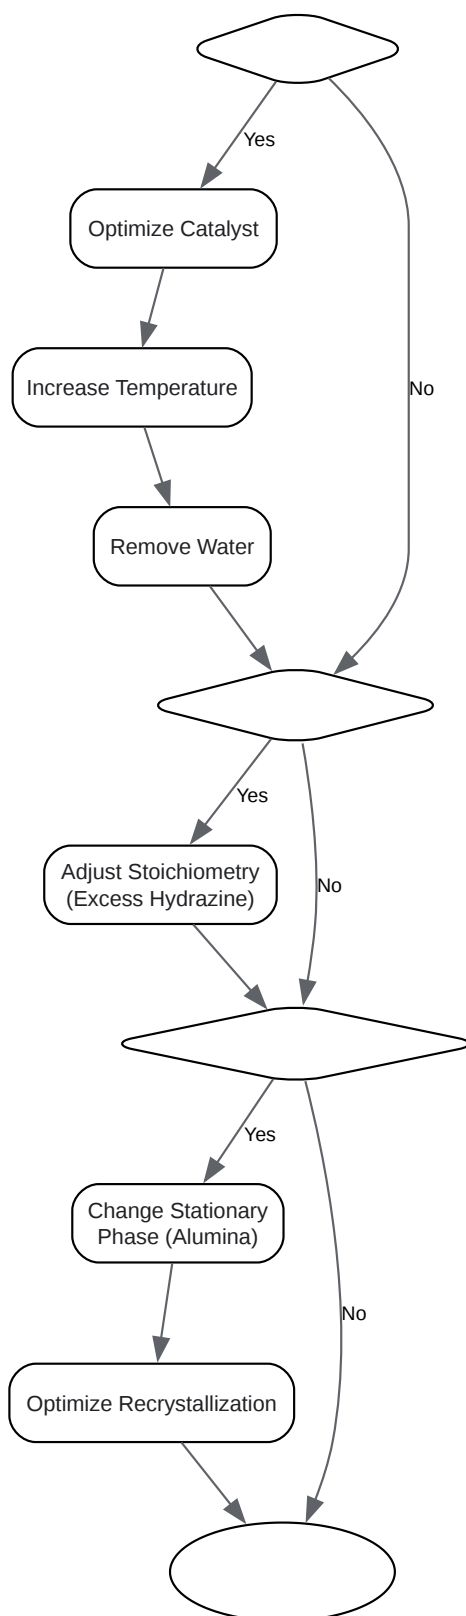 Yes
Optimize Catalyst
Increase Temperature
No
Remove Water
Yes
Adjust Stoichiometry
(Excess Hydrazine)
No
Yes
Change Stationary
Phase (Alumina)
No
Optimize Recrystallization